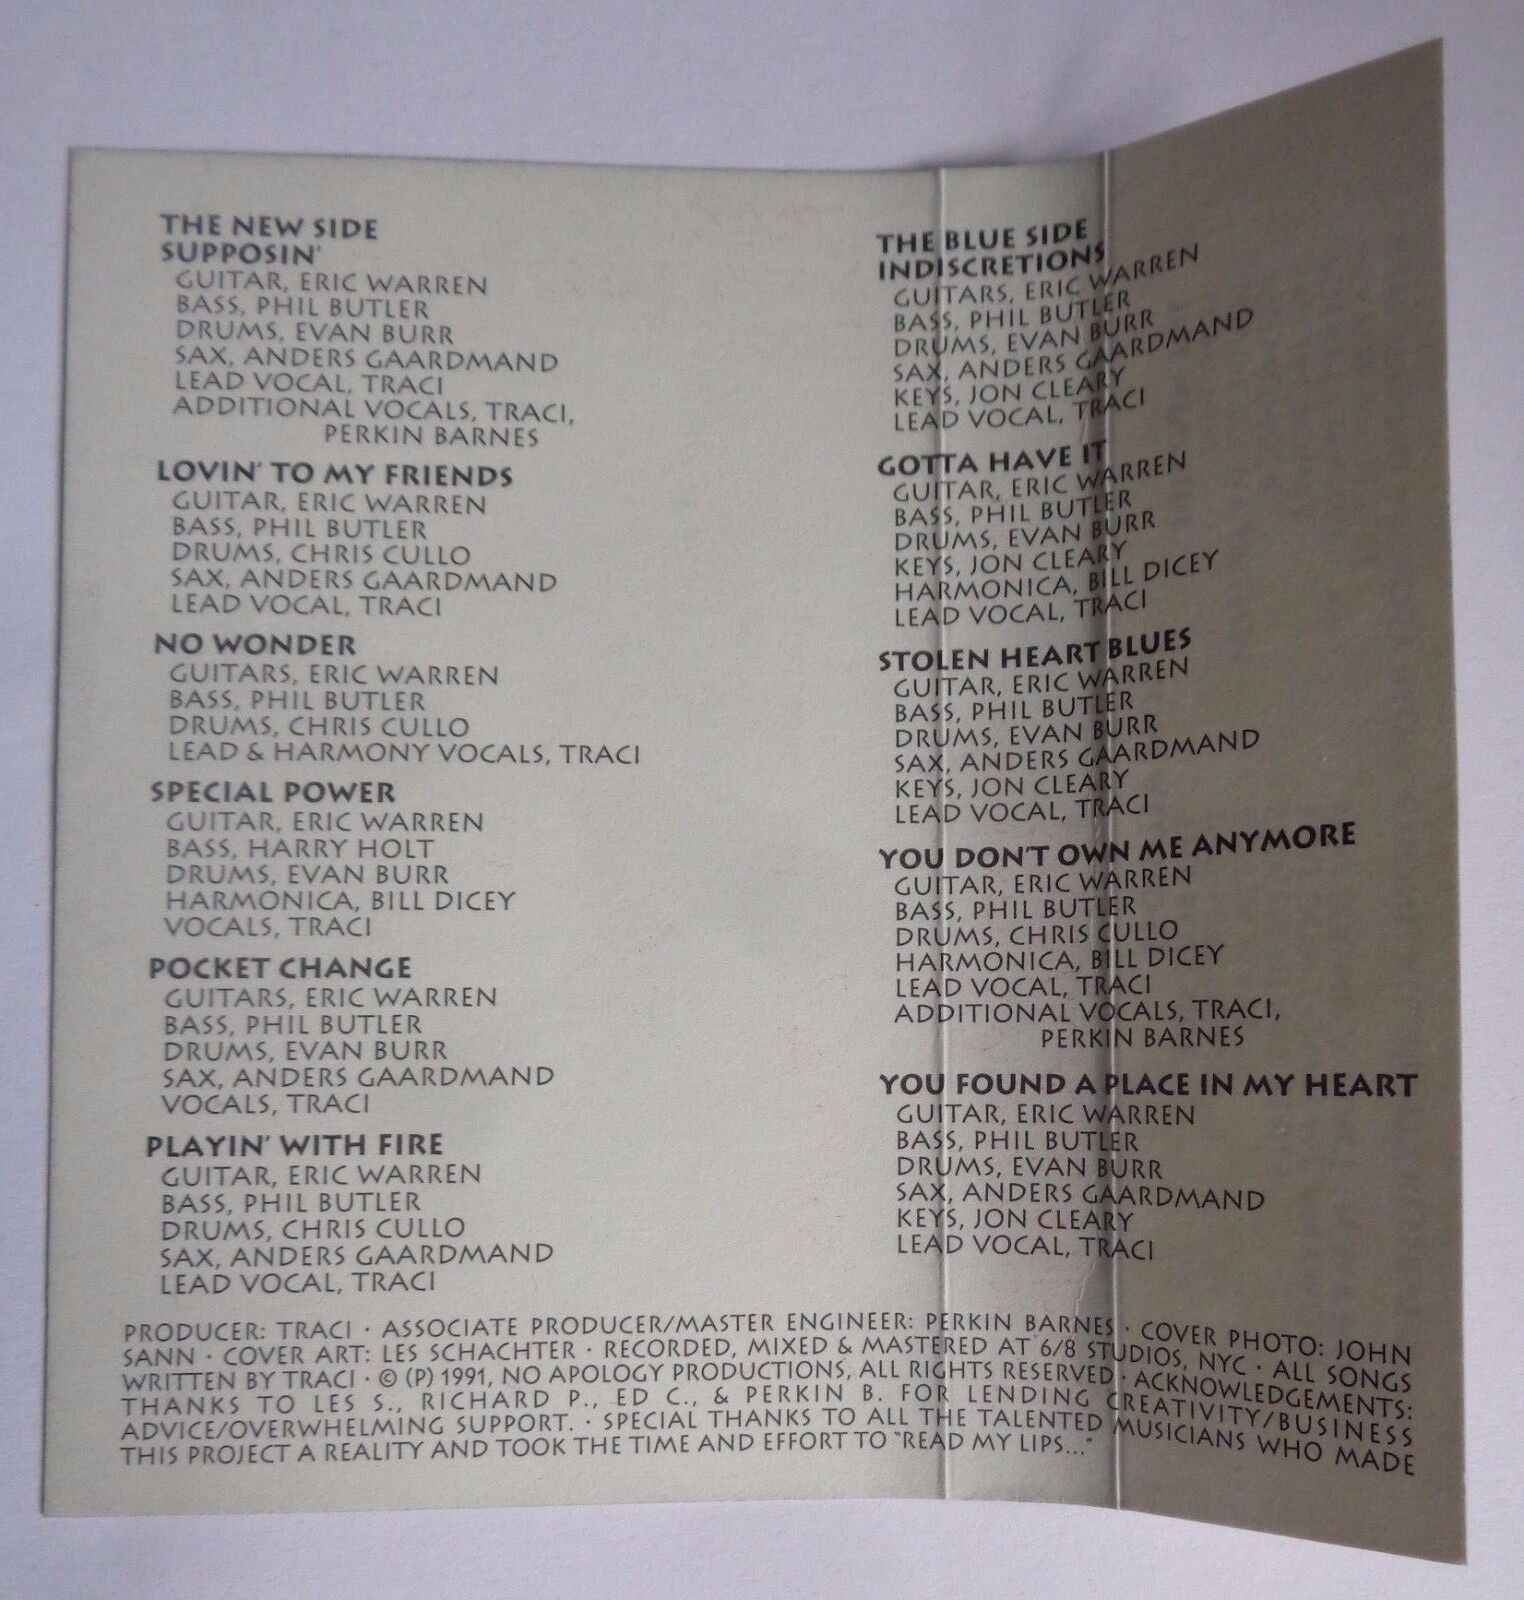 THE NEW SIDE
SUPPOSIN'
GUITAR, ERIC WARREN
BASS, PHIL BUTLER
DRUMS, EVAN BURR
SAX, ANDERS GAARDMAND
LEAD VOCAL, TRACI
ADDITIONAL VOCALS, TRACI,
PERKIN BARNES
LOVIN' TO MY FRIENDS
GUITAR, ERIC WARREN
BASS, PHIL BUTLER
DRUMS, CHRIS CULLO
SAX, ANDERS GAARDMAND
LEAD VOCAL, TRACI
NO WONDER
GUITARS, ERIC WARREN
BASS, PHIL BUTLER
DRUMS, CHRIS CULLO
LEAD & HARMONY VOCALS, TRACI
SPECIAL POWER
GUITAR, ERIC WARREN
BASS, HARRY HOLT
DRUMS, EVAN BURR
HARMONICA, BILL DICEY
VOCALS, TRACI
POCKET CHANGE
GUITARS, ERIC WARREN
BASS, PHIL BUTLER
DRUMS, EVAN BURR
SAX, ANDERS GAARDMAND
VOCALS, TRACI
PLAYIN' WITH FIRE
GUITAR, ERIC WARREN
BASS, PHIL BUTLER
DRUMS, CHRIS CULLO
SAX, ANDERS GAARDMAND
LEAD VOCAL, TRACI
THE BLUE SIDE
INDISCRETIONS
GUITARS, ERIC WARREN
BASS, PHIL BUTLER
DRUMS, EVAN BURR
SAX, ANDERS GAARDMAND
KEYS, JON CLEARY
LEAD VOCAL, TRACI
GOTTA HAVE IT
GUITAR, ERIC WARREN
BASS, PHIL BUTLER
DRUMS, EVAN BURR
KEYS, JON CLEARY
HARMONICA, BILL DICEY
LEAD VOCAL, TRACI
STOLEN HEART BLUES
GUITAR, ERIC WARREN
BASS, PHIL BUTLER
DRUMS, EVAN BURR
SAX, ANDERS GAARDMAND
KEYS, JON CLEARY
LEAD VOCAL, TRACI
YOU DON'T OWN ME ANYMORE
GUITAR, ERIC WARREN
BASS, PHIL BUTLER
DRUMS, CHRIS CULLO
HARMONICA, BILL DICEY
LEAD VOCAL, TRACI
ADDITIONAL VOCALS, TRACI,
PERKIN BARNES
YOU FOUND A PLACE IN MY HEART
GUITAR, ERIC WARREN
BASS, PHIL BUTLER
DRUMS, EVAN BURR
SAX, ANDERS GAARDMAND
KEYS, JON CLEARY
LEAD VOCAL, TRACI
PRODUCER: TRACI · ASSOCIATE PRODUCER/MASTER ENGINEER: PERKIN BARNES · COVER PHOTO: JOHN
SANN · COVER ART: LES SCHACHTER · RECORDED, MIXED & MASTERED AT 6/8 STUDIOS, NYC · ALL SONGS
WRITTEN BY TRACI · © (P) 1991, NO APOLOGY PRODUCTIONS, ALL RIGHTS RESERVED · ACKNOWLEDGEMENTS:
THANKS TO LES S., RICHARD P., ED C., & PERKIN B. FOR LENDING CREATIVITY/BUSINESS
ADVICE/OVERWHELMING SUPPORT. · SPECIAL THANKS TO ALL THE TALENTED MUSICIANS WHO MADE
THIS PROJECT A REALITY AND TOOK THE TIME AND EFFORT TO "READ MY LIPS..."